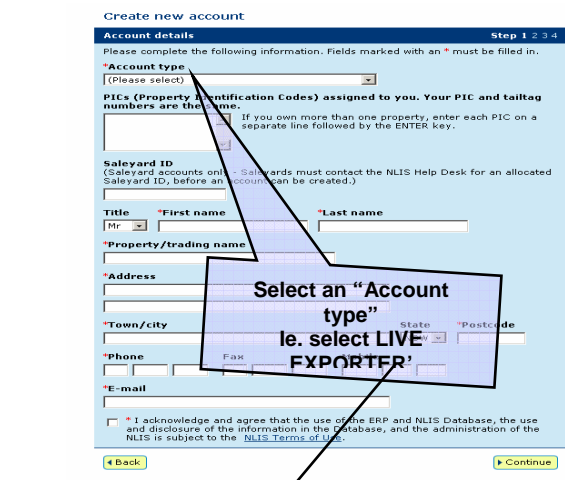 Create new account
Account details Step 1 2 3 4
Please complete the following information. Fields marked with an * must be filled in.
*Account type
(Please select)
PICs (Property Identification Codes) assigned to you. Your PIC and tailtag
numbers are the same.
If you own more than one property, enter each PIC on a
separate line followed by the ENTER key.
Saleyard ID
(Saleyard accounts only - Saleyards must contact the NLIS Help Desk for an allocated
Saleyard ID, before an account can be created.)
Title *First name *Last name
Mr
*Property/trading name
*Address
Select an “Account
type”
Ie. select LIVE
EXPORTER’
*Town/city State *Postcode
*Phone Fax
*E-mail
* I acknowledge and agree that the use of the ERP and NLIS Database, the use
and disclosure of the information in the Database, and the administration of the
NLIS is subject to the NLIS Terms of Use.
Back Continue